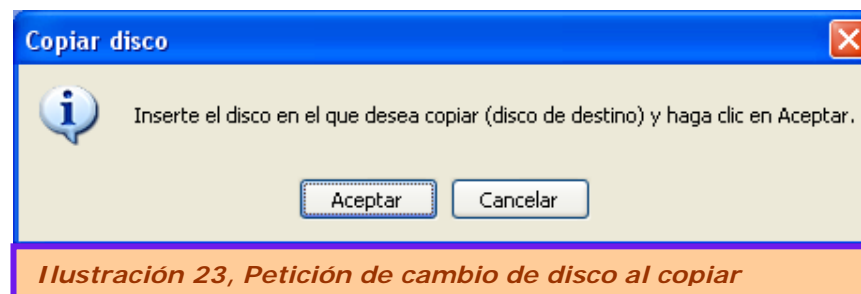 Copiar disco
Inserte el disco en el que desea copiar (disco de destino) y haga clic en Aceptar.
Aceptar
Cancelar
Ilustración 23, Petición de cambio de disco al copiar